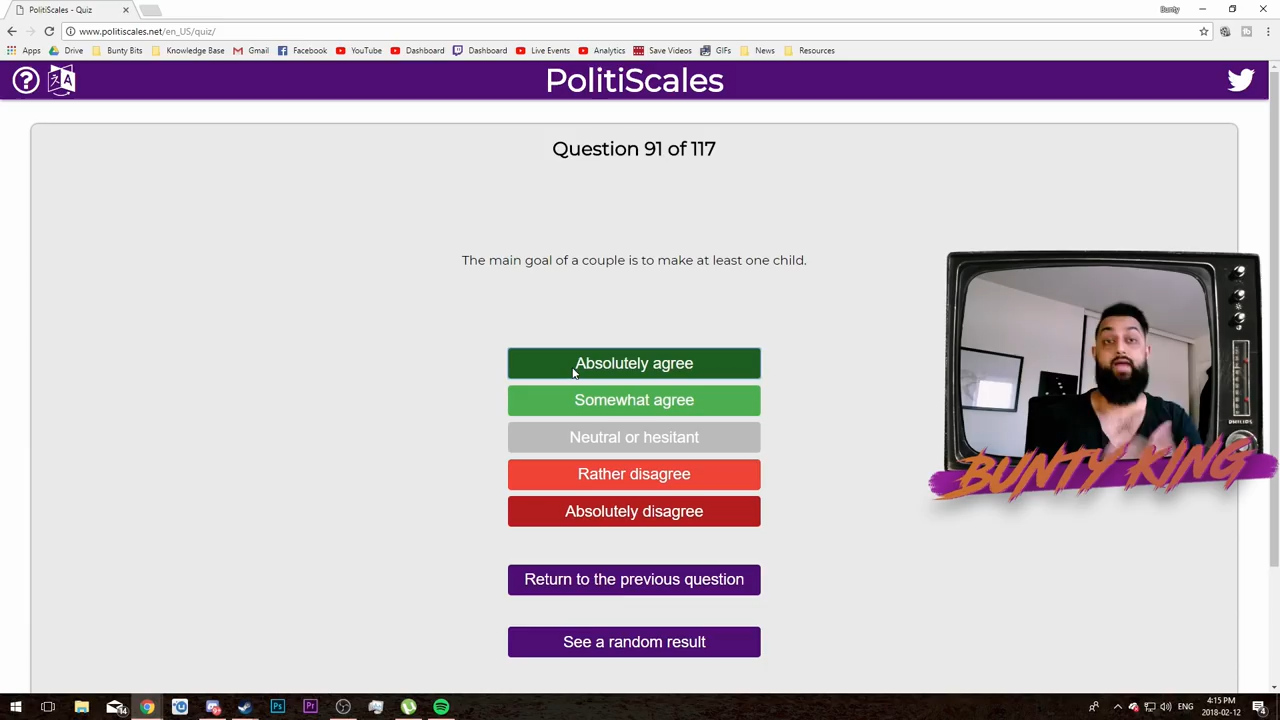 PolitiScales - Quiz
Bunty
www.politiscales.net/en_US/quiz/
Apps Drive Bunty Bits Knowledge Base Gmail Facebook YouTube Dashboard Dashboard Live Events Analytics Save Videos GIFs News Resources
PolitiScales
Question 91 of 117
The main goal of a couple is to make at least one child.
Absolutely agree
Somewhat agree
Neutral or hesitant
Rather disagree
Absolutely disagree
Return to the previous question
See a random result
PHILIPS
BUNTY KING
ENG
4:15 PM
2018-02-12